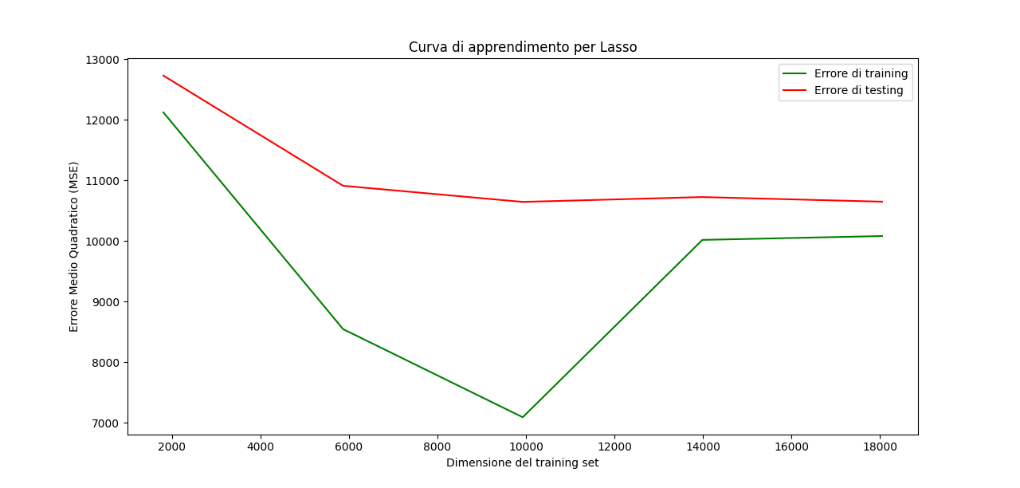 Curva di apprendimento per Lasso
Errore di training
Errore di testing
Errore Medio Quadratico (MSE)
13000
12000
11000
10000
9000
8000
7000
2000 4000 6000 8000 10000 12000 14000 16000 18000
Dimensione del training set